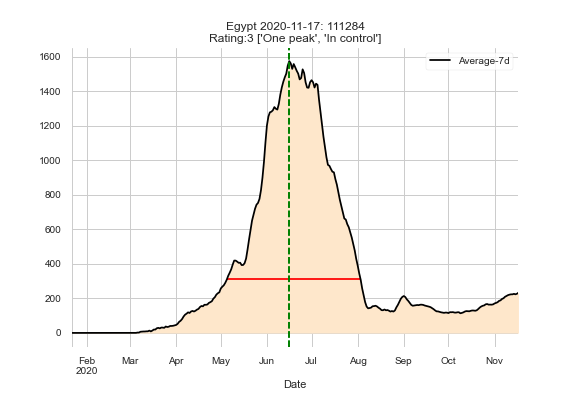 Egypt 2020-11-17: 111284
Rating:3 ['One peak', 'In control']
Average-7d
1600
1400
1200
1000
800
600
400
200
0
Feb Mar Apr May Jun Jul Aug Sep Oct Nov
2020
Date